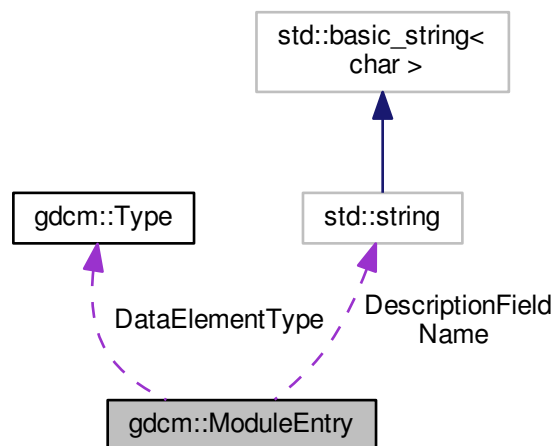 std::basic_string<
char >
gdcm::Type
std::string
DataElementType
DescriptionField
Name
gdcm::ModuleEntry